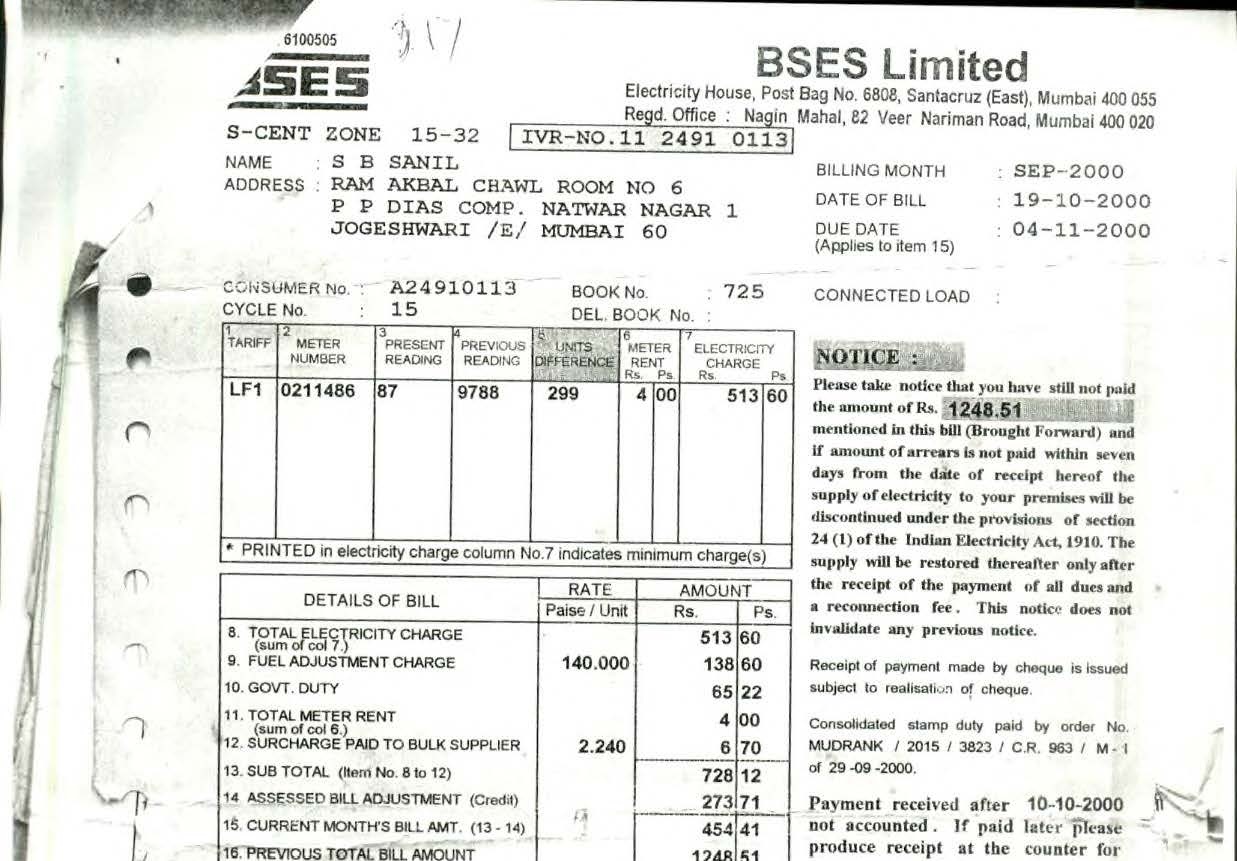 6100505
BSES
BSES Limited
Electricity House, Post Bag No. 6808, Santacruz (East), Mumbai 400 055
Regd. Office : Nagin Mahal, 82 Veer Nariman Road, Mumbai 400 020
S-CENT ZONE 15-32 IVR-NO.11 2491 0113
NAME : S B SANIL
ADDRESS : RAM AKBAL CHAWL ROOM NO 6
P P DIAS COMP. NATWAR NAGAR 1
JOGESHWARI /E/ MUMBAI 60
BILLING MONTH : SEP-2000
DATE OF BILL : 19-10-2000
DUE DATE : 04-11-2000
(Applies to item 15)
CONSUMER No. : A24910113 BOOK No. : 725 CONNECTED LOAD :
CYCLE No. : 15 DEL. BOOK No. :
1 TARIFF 2 METER NUMBER 3 PRESENT READING 4 PREVIOUS READING 5 UNITS DIFFERENCE 6 METER RENT Rs. Ps. 7 ELECTRICITY CHARGE Rs. Ps
LF1 0211486 87 9788 299 4 00 513 60
* PRINTED in electricity charge column No.7 indicates minimum charge(s)
DETAILS OF BILL RATE Paise / Unit AMOUNT Rs. Ps.
8. TOTAL ELECTRICITY CHARGE 513 60
(sum of col 7.)
9. FUEL ADJUSTMENT CHARGE 140.000 138 60
10. GOVT. DUTY 65 22
11. TOTAL METER RENT 4 00
(sum of col 6.)
12. SURCHARGE PAID TO BULK SUPPLIER 2.240 6 70
13. SUB TOTAL (Item No. 8 to 12) 728 12
14 ASSESSED BILL ADJUSTMENT (Credit) 273 71
15. CURRENT MONTH'S BILL AMT. (13 - 14) 454 41
16. PREVIOUS TOTAL BILL AMOUNT 1248 51
NOTICE :
Please take notice that you have still not paid
the amount of Rs. 1248.51
mentioned in this bill (Brought Forward) and
if amount of arrears is not paid within seven
days from the date of receipt hereof the
supply of electricity to your premises will be
discontinued under the provisions of section
24 (1) of the Indian Electricity Act, 1910. The
supply will be restored thereafter only after
the receipt of the payment of all dues and
a reconnection fee. This notice does not
invalidate any previous notice.
Receipt of payment made by cheque is issued
subject to realisation of cheque.
Consolidated stamp duty paid by order No.
MUDRANK / 2015 / 3823 / C.R. 963 / M - 1
of 29 -09 -2000.
Payment received after 10-10-2000
not accounted. If paid later please
produce receipt at the counter for